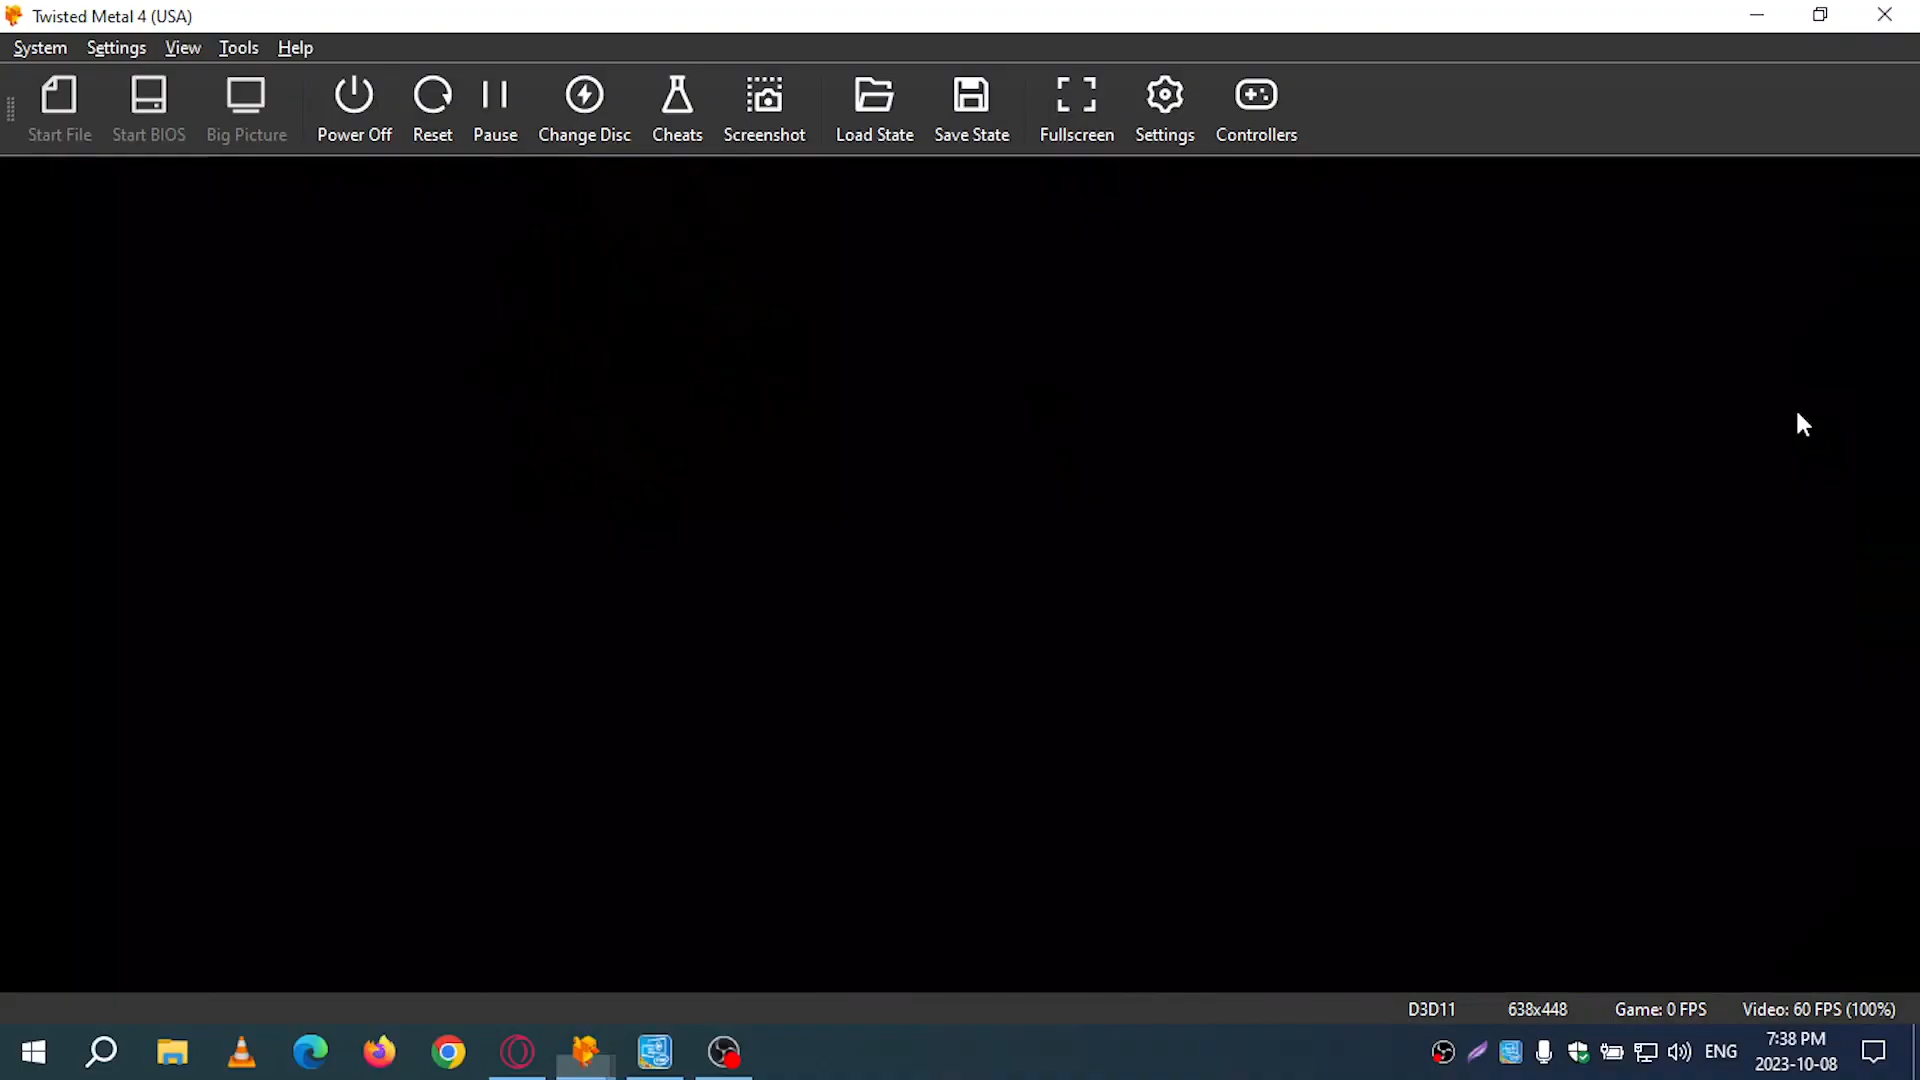 Twisted Metal 4 (USA)
System Settings View Tools Help
Start File Start BIOS Big Picture Power Off Reset Pause Change Disc Cheats Screenshot Load State Save State Fullscreen Settings Controllers
D3D11 638x448 Game: 0 FPS Video: 60 FPS (100%)
ENG
7:38 PM
2023-10-08